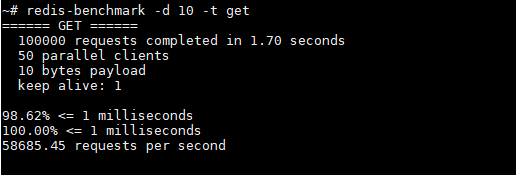 ~# redis-benchmark -d 10 -t get
====== GET ======
  100000 requests completed in 1.70 seconds
  50 parallel clients
  10 bytes payload
  keep alive: 1

98.62% <= 1 milliseconds
100.00% <= 1 milliseconds
58685.45 requests per second